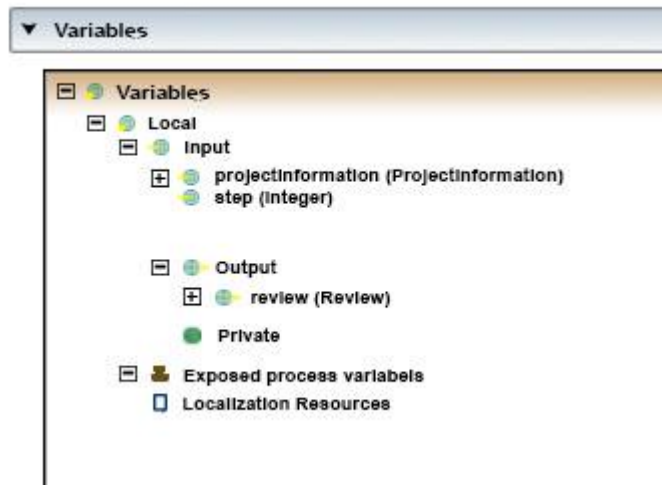 Variables
Variables
Local
Input
projectInformation (ProjectInformation)
step (Integer)
Output
review (Review)
Private
Exposed process variabels
Localization Resources